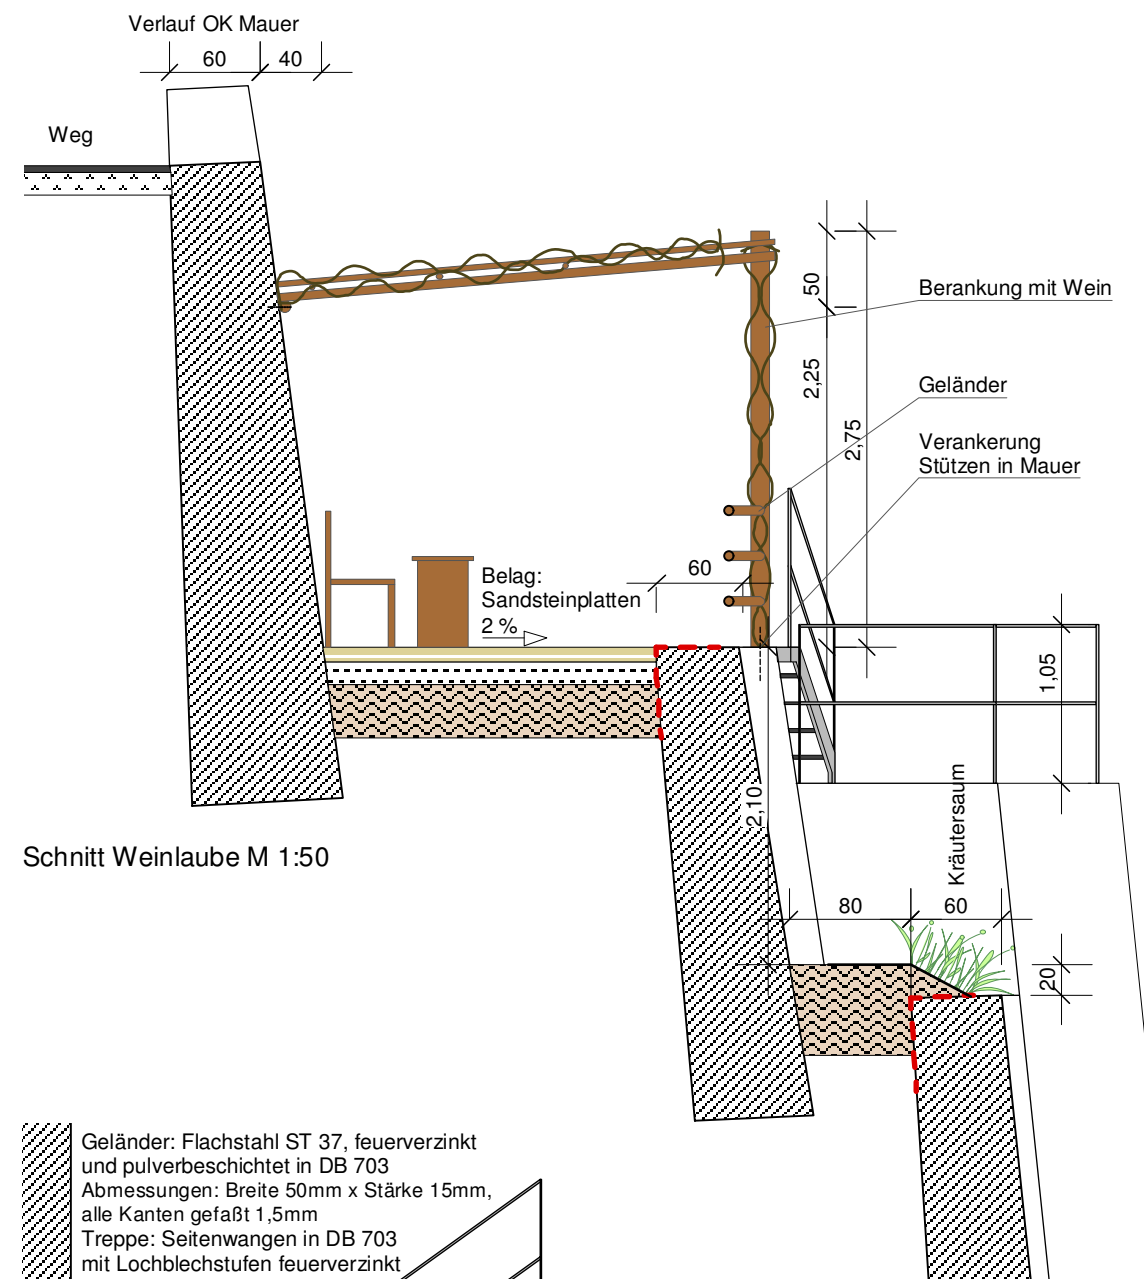 Verlauf OK Mauer
60
40
Weg
50
Berankung mit Wein
2,25
Geländer
2,75
Verankerung
Stützen in Mauer
Belag:
Sandsteinplatten
2 %
60
1,05
2,10
Kräutersaum
Schnitt Weinlaube M 1:50
80
60
20
Geländer: Flachstahl ST 37, feuerverzinkt
und pulverbeschichtet in DB 703
Abmessungen: Breite 50mm x Stärke 15mm,
alle Kanten gefaßt 1,5mm
Treppe: Seitenwangen in DB 703
mit Lochblechstufen feuerverzinkt